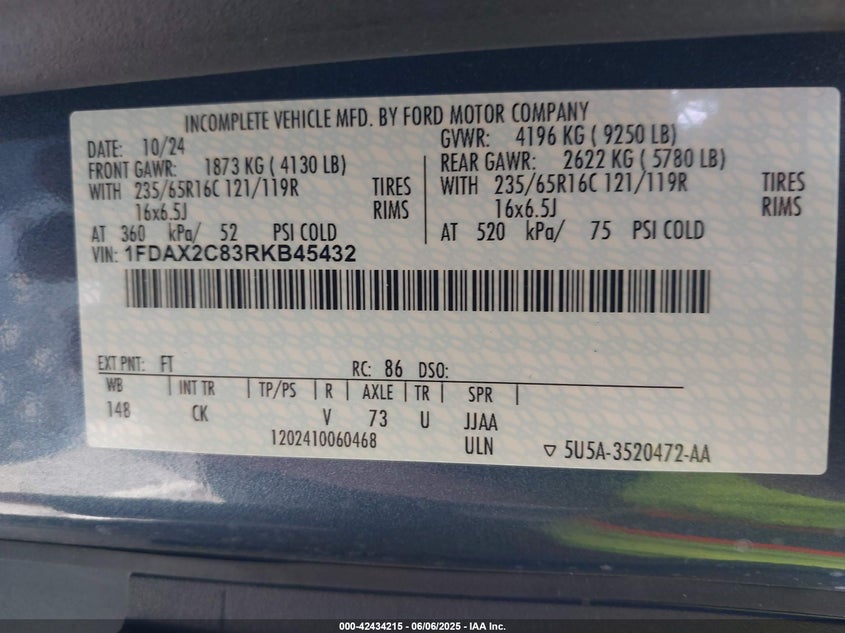 INCOMPLETE VEHICLE MFD. BY FORD MOTOR COMPANY
DATE: 10/24 GVWR: 4196 KG ( 9250 LB)
FRONT GAWR: 1873 KG ( 4130 LB) REAR GAWR: 2622 KG ( 5780 LB)
WITH 235/65R16C 121/119R TIRES WITH 235/65R16C 121/119R TIRES
16x6.5J RIMS 16x6.5J RIMS
AT 360 kPa/ 52 PSI COLD AT 520 kPa/ 75 PSI COLD
VIN: 1FDAX2C83RKB45432
EXT PNT: FT RC: 86 DSO:
WB | INT TR | TP/PS | R | AXLE | TR | SPR |
148 CK V 73 U JJAA
1202410060468 ULN ▽ 5U5A-3520472-AA
000-42434215 - 06/06/2025 - IAA Inc.